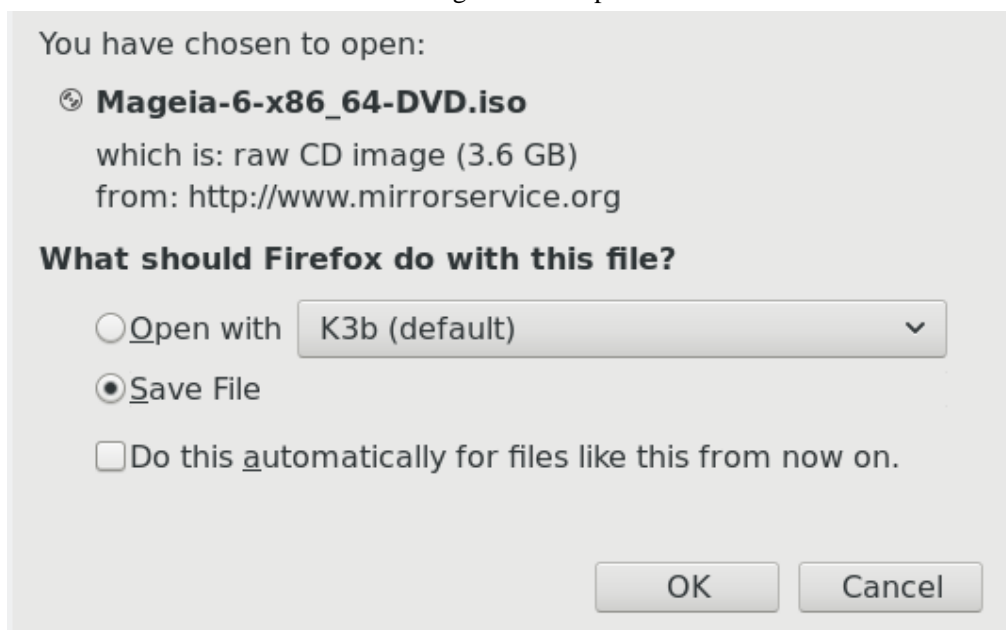 You have chosen to open:
Mageia-6-x86_64-DVD.iso
which is: raw CD image (3.6 GB)
from: http://www.mirrorservice.org
What should Firefox do with this file?
Open with K3b (default)
Save File
Do this automatically for files like this from now on.
OK Cancel